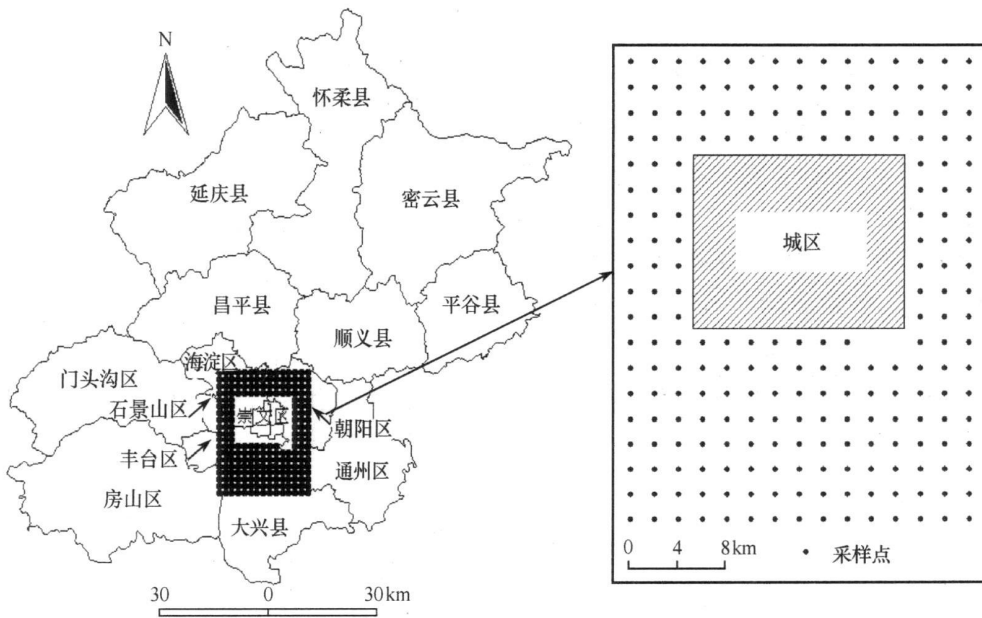 N
怀柔县
延庆县
密云县
昌平县
顺义县
平谷县
海淀区
门头沟区
石景山区
崇文区
朝阳区
丰台区
通州区
房山区
大兴县
30 0 30km
城区
0 4 8km
采样点